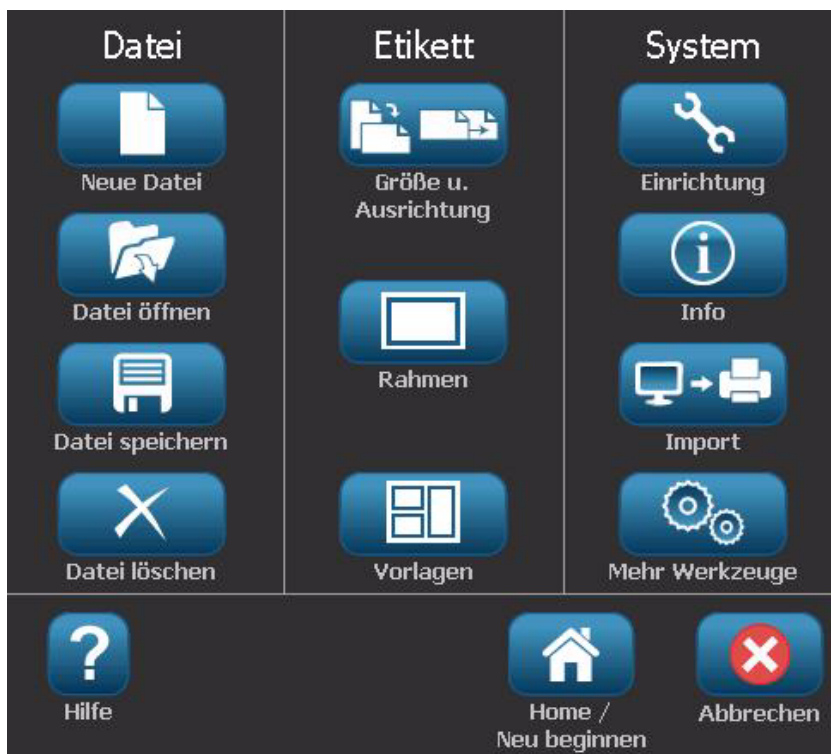 Datei
Neue Datei
Datei öffnen
Datei speichern
Datei löschen
Etikett
Größe u.
Ausrichtung
Rahmen
Vorlagen
System
Einrichtung
Info
Import
Mehr Werkzeuge
?
Hilfe
Home /
Neu beginnen
Abbrechen